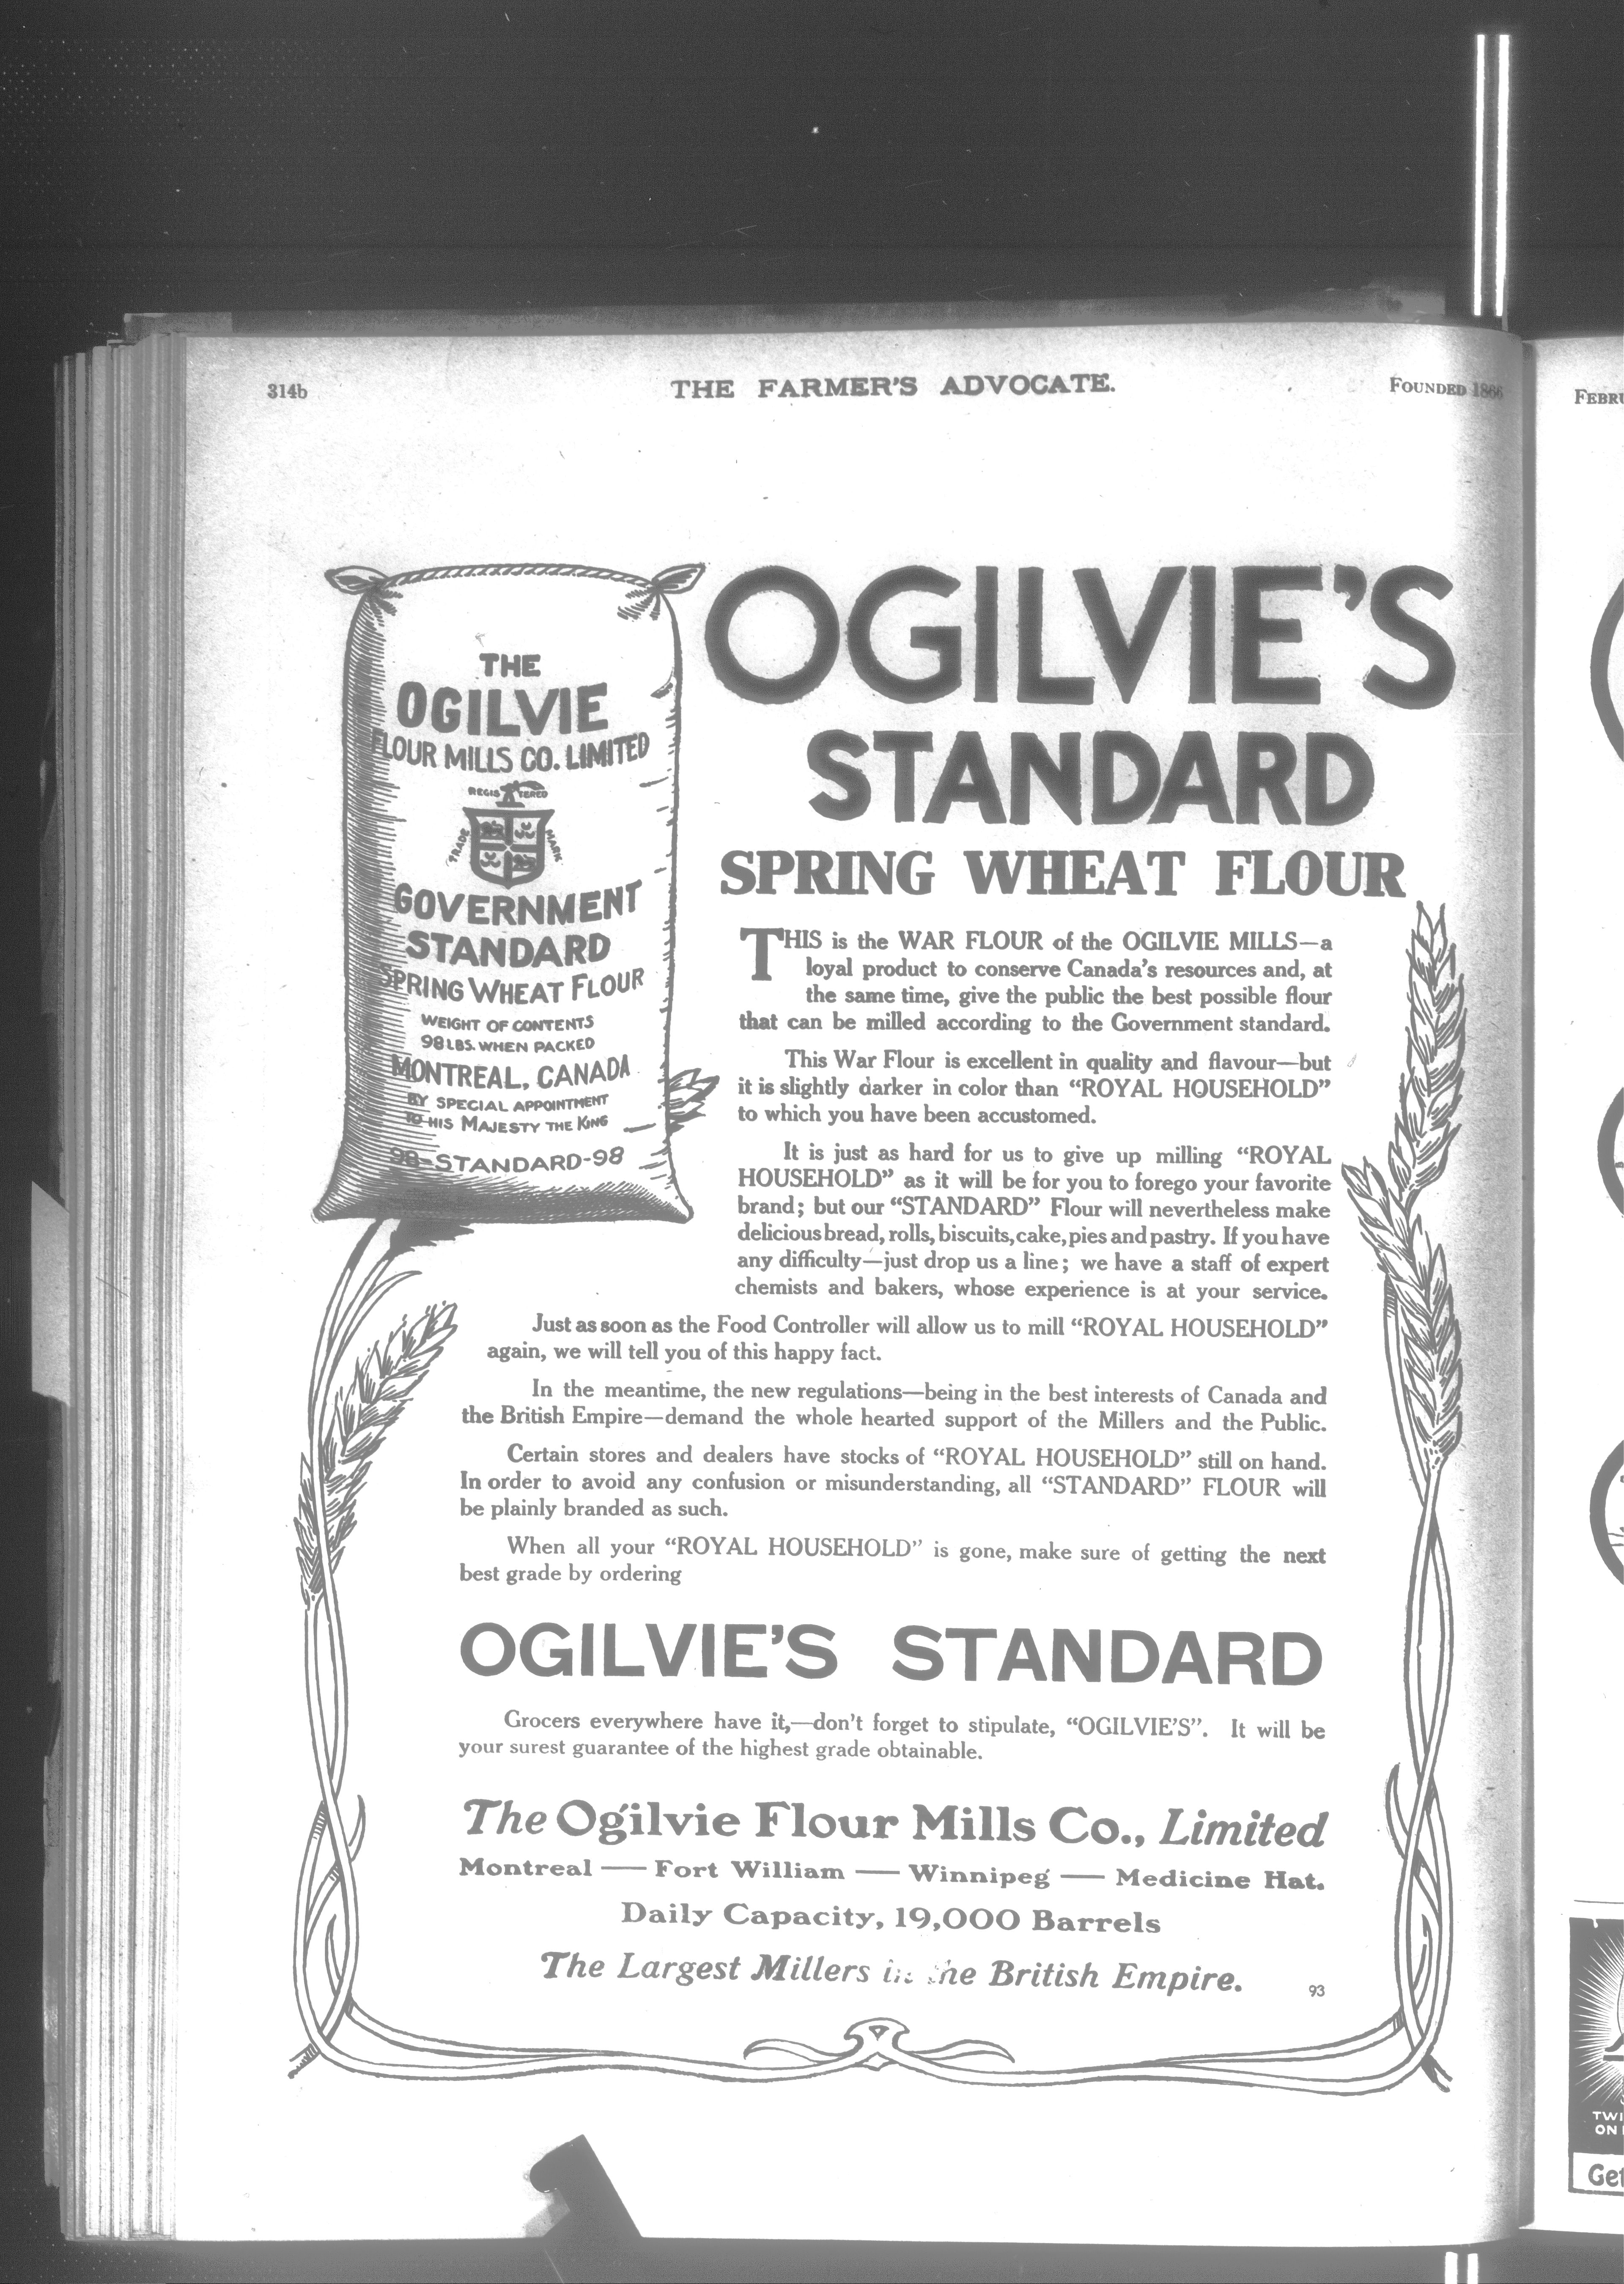 314b
THE FARMER'S ADVOCATE.
FOUNDED 1866
FEBRU
THE
OGILVIE
FLOUR MILLS CO. LIMITED
REGISTERED
TRADE MARK
GOVERNMENT
STANDARD
SPRING WHEAT FLOUR
WEIGHT OF CONTENTS
98 LBS. WHEN PACKED
MONTREAL, CANADA
BY SPECIAL APPOINTMENT
TO HIS MAJESTY THE KING
98-STANDARD-98
OGILVIE'S
STANDARD
SPRING WHEAT FLOUR
THIS is the WAR FLOUR of the OGILVIE MILLS—a
loyal product to conserve Canada's resources and, at
the same time, give the public the best possible flour
that can be milled according to the Government standard.
This War Flour is excellent in quality and flavour—but
it is slightly darker in color than "ROYAL HOUSEHOLD"
to which you have been accustomed.
It is just as hard for us to give up milling "ROYAL
HOUSEHOLD" as it will be for you to forego your favorite
brand; but our "STANDARD" Flour will nevertheless make
delicious bread, rolls, biscuits, cake, pies and pastry. If you have
any difficulty—just drop us a line; we have a staff of expert
chemists and bakers, whose experience is at your service.
Just as soon as the Food Controller will allow us to mill "ROYAL HOUSEHOLD"
again, we will tell you of this happy fact.
In the meantime, the new regulations—being in the best interests of Canada and
the British Empire—demand the whole hearted support of the Millers and the Public.
Certain stores and dealers have stocks of "ROYAL HOUSEHOLD" still on hand.
In order to avoid any confusion or misunderstanding, all "STANDARD" FLOUR will
be plainly branded as such.
When all your "ROYAL HOUSEHOLD" is gone, make sure of getting the next
best grade by ordering
OGILVIE'S STANDARD
Grocers everywhere have it,—don't forget to stipulate, "OGILVIE'S". It will be
your surest guarantee of the highest grade obtainable.
The Ogilvie Flour Mills Co., Limited
Montreal — Fort William — Winnipeg — Medicine Hat.
Daily Capacity, 19,000 Barrels
The Largest Millers in the British Empire.
93
TWI
ON
Get